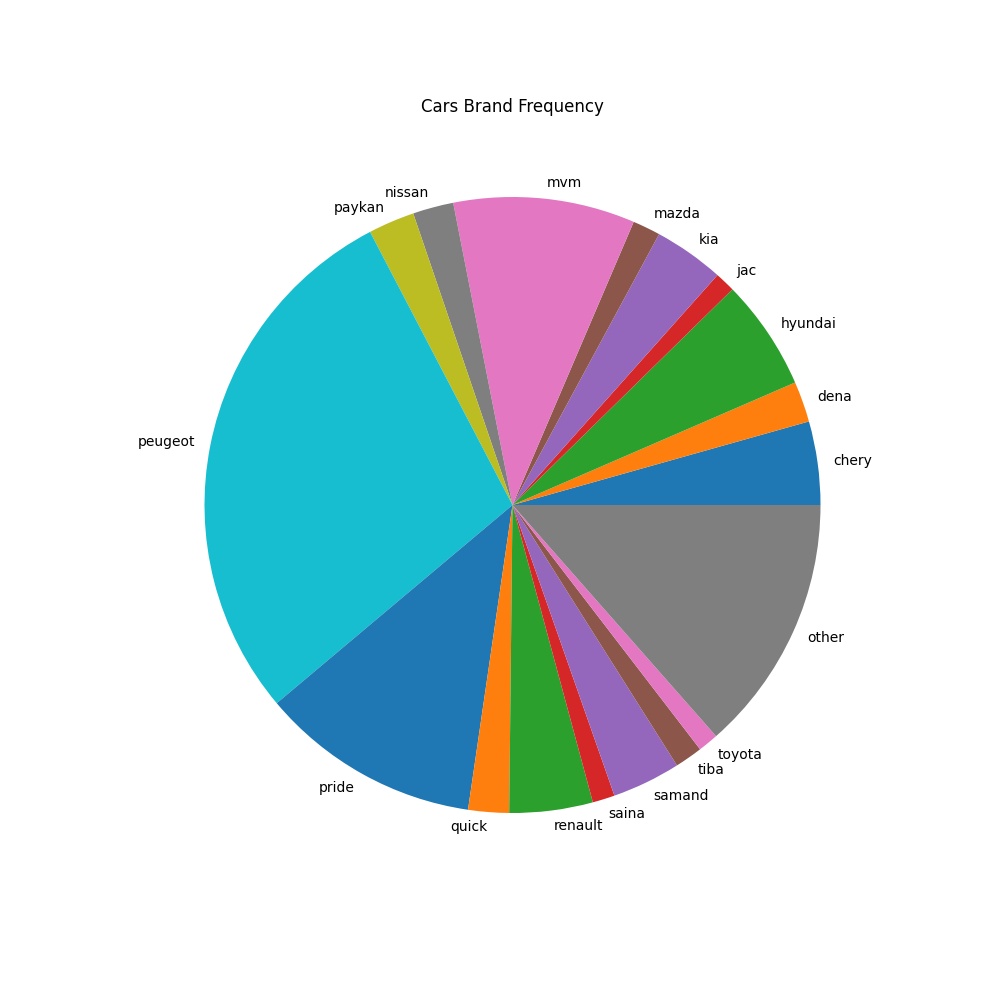 Cars Brand Frequency
mvm
nissan
mazda
paykan
kia
jac
hyundai
dena
peugeot
chery
other
toyota
tiba
pride
samand
saina
renault
quick